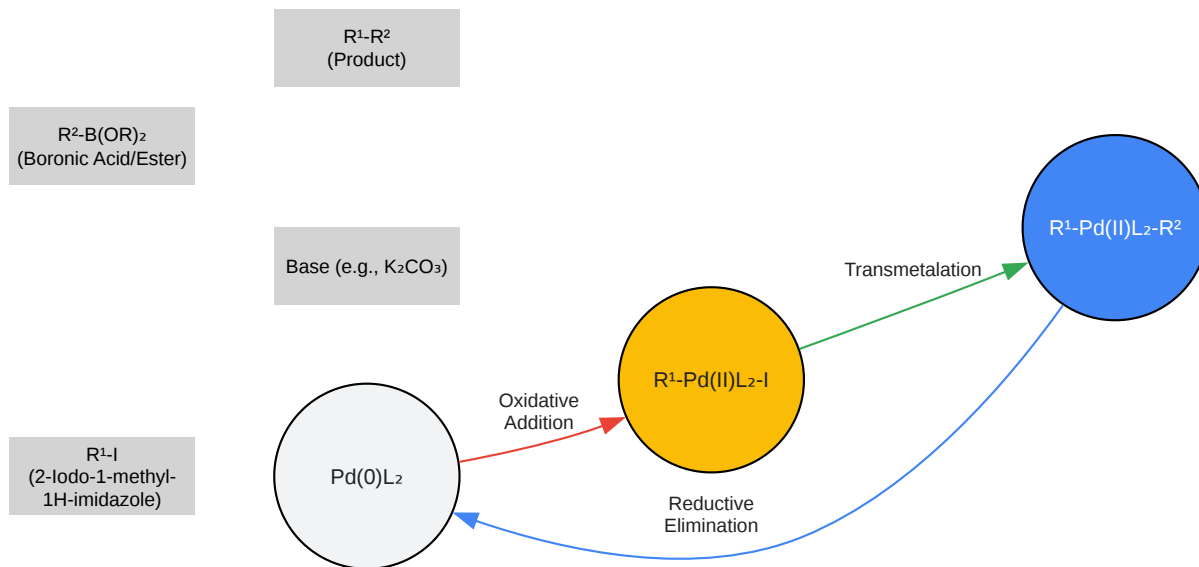 R¹-R²
(Product)
R²-B(OR)₂
(Boronic Acid/Ester)
R¹-Pd(II)L₂-R²
Base (e.g., K₂CO₃)
Transmetalation
R¹-Pd(II)L₂-I
Oxidative
Addition
R¹-I
(2-Iodo-1-methyl-
1H-imidazole)
Pd(0)L₂
Reductive
Elimination